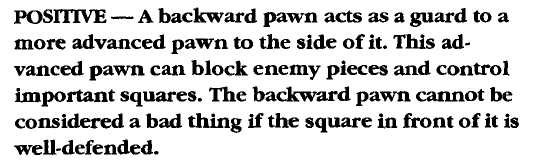 POSITIVE — A backward pawn acts as a guard to a
more advanced pawn to the side of it. This ad-
vanced pawn can block enemy pieces and control
important squares. The backward pawn cannot be
considered a bad thing if the square in front of it is
well-defended.